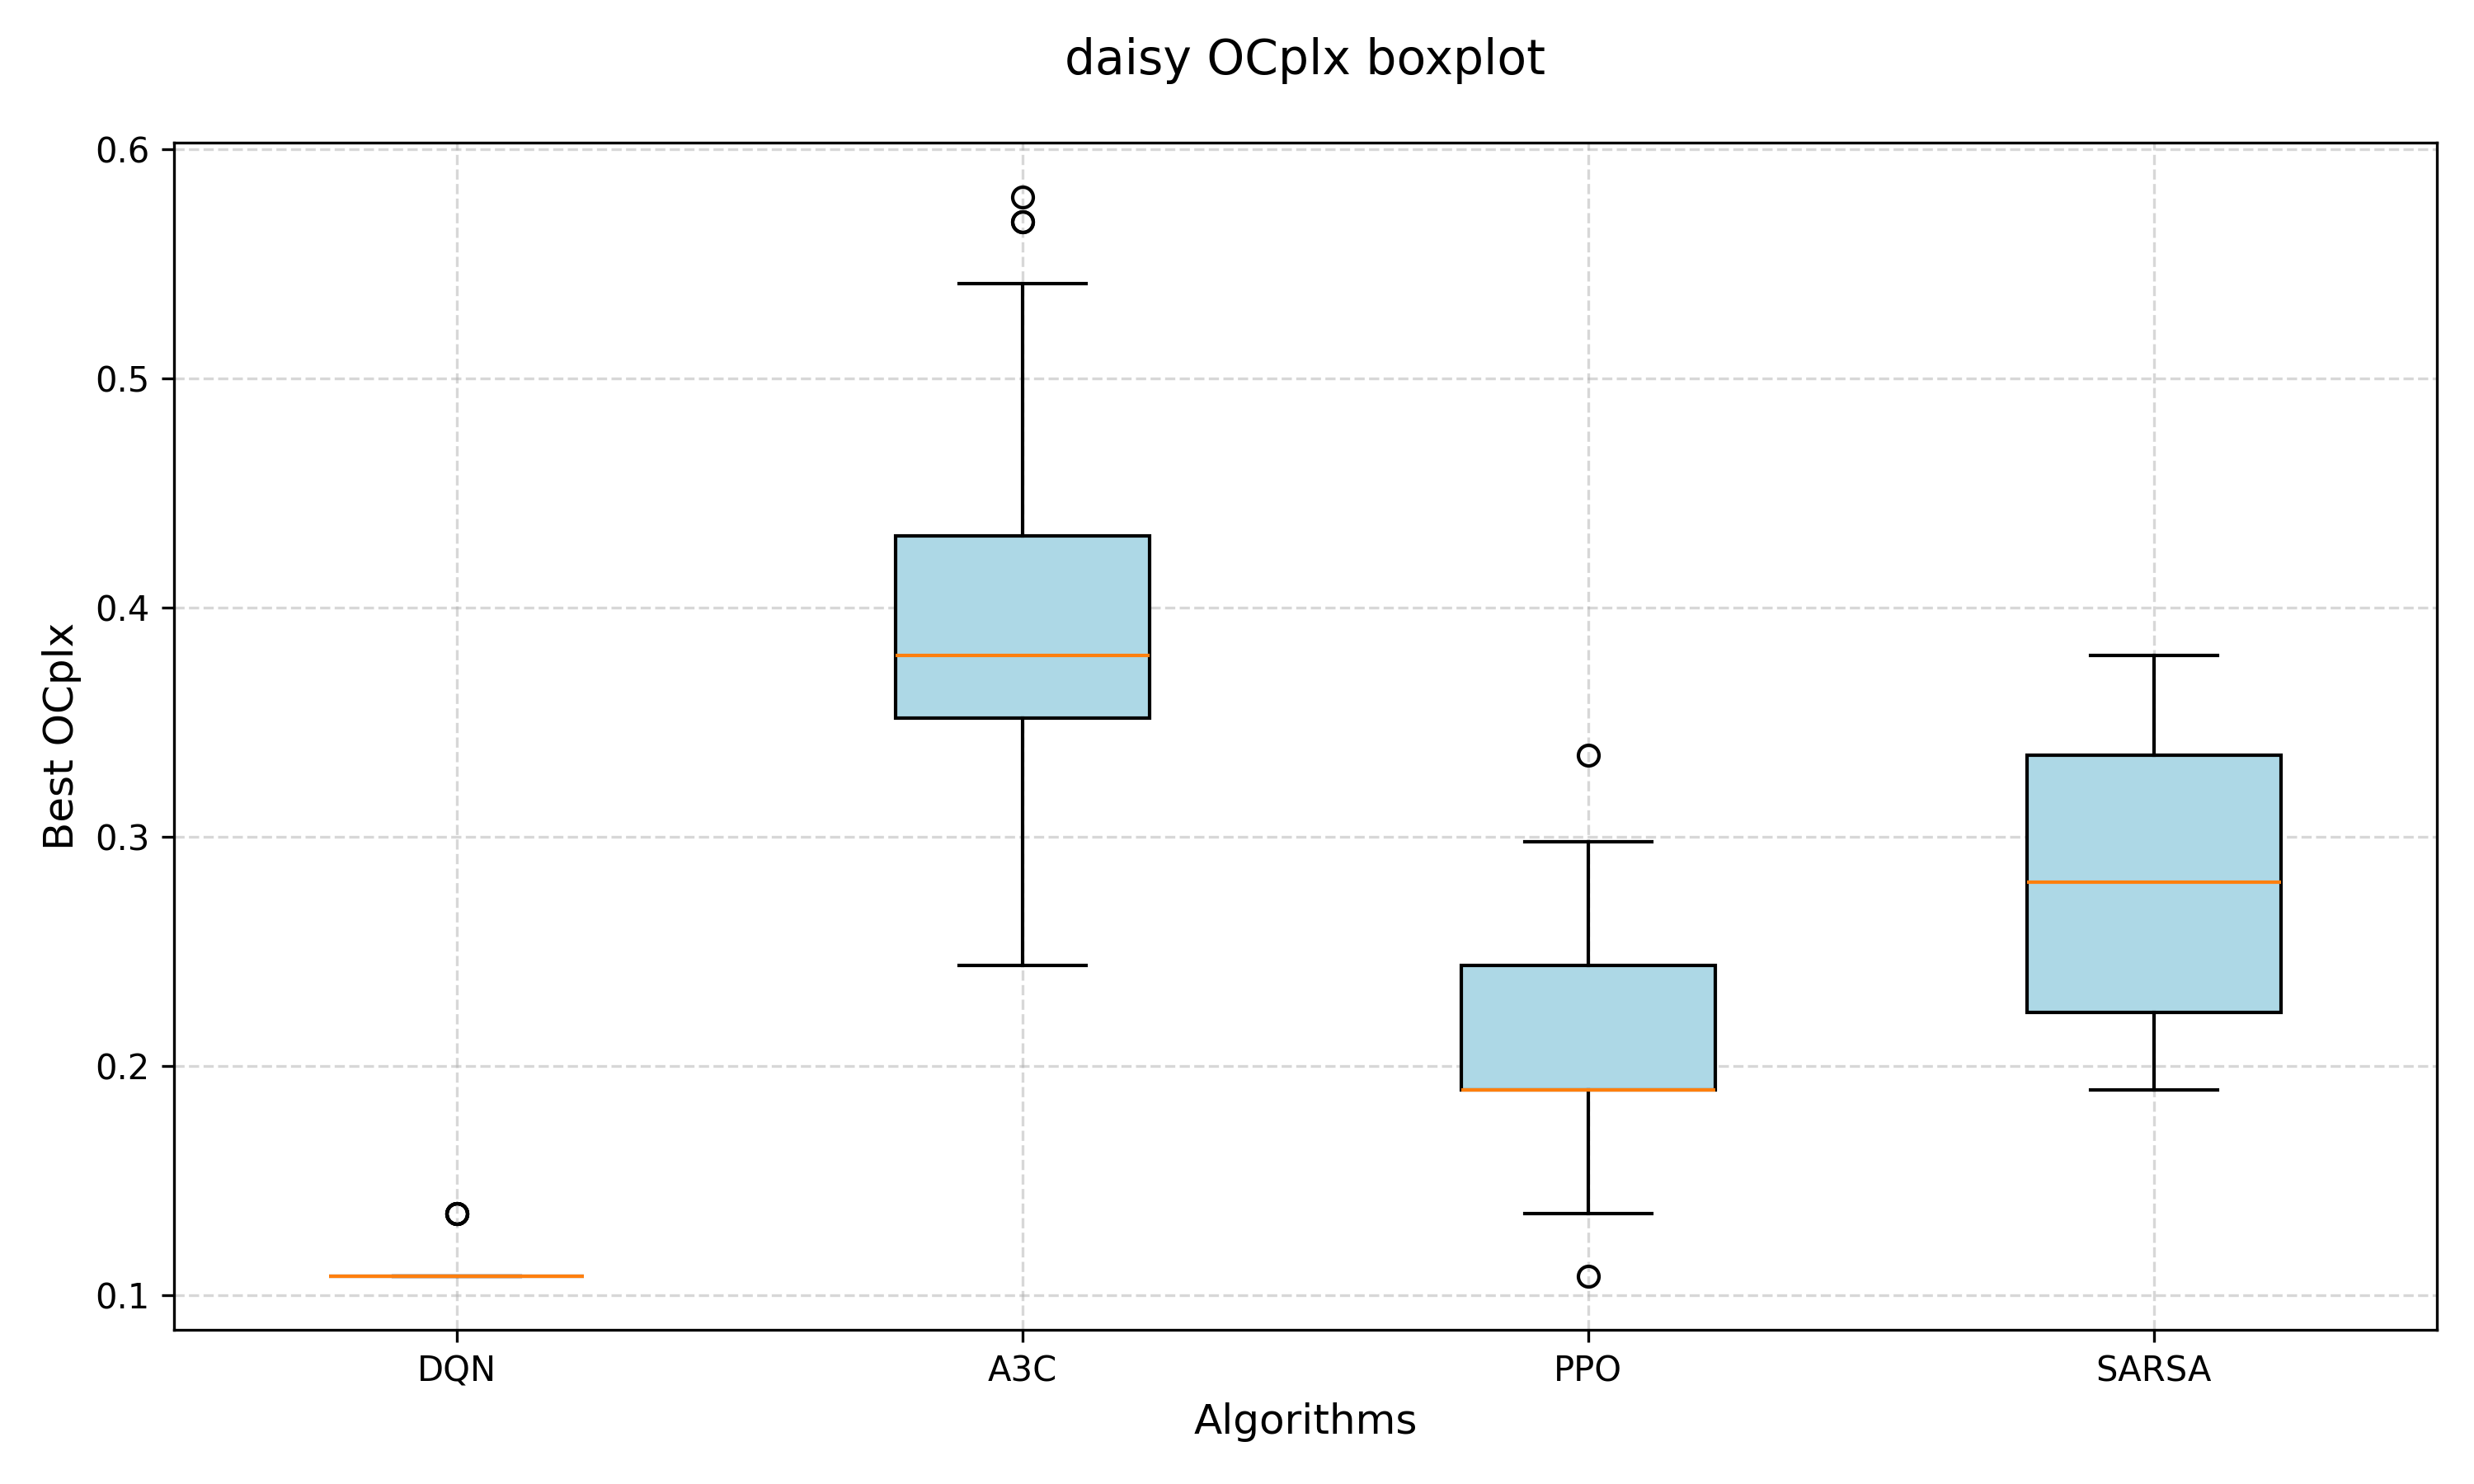 daisy OCplx boxplot
Best OCplx
0.6
0.5
0.4
0.3
0.2
0.1
DQN
A3C
PPO
SARSA
Algorithms